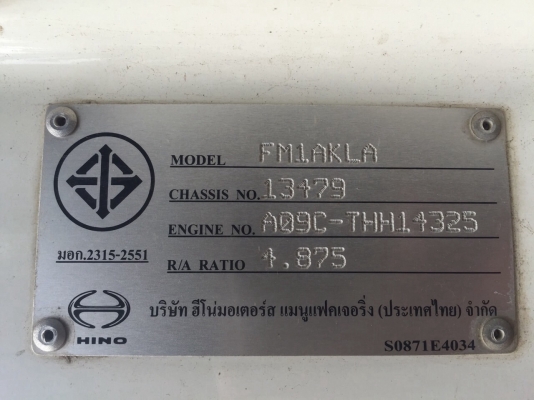 MODEL FM1AKLA
CHASSIS NO. 13479
ENGINE NO. A09C-THH14325
มอก.2315-2551
R/A RATIO 4.875
HINO
บริษัท ฮีโน่มอเตอร์ส แมนูแฟคเจอริ่ง (ประเทศไทย) จำกัด
S0871E4034